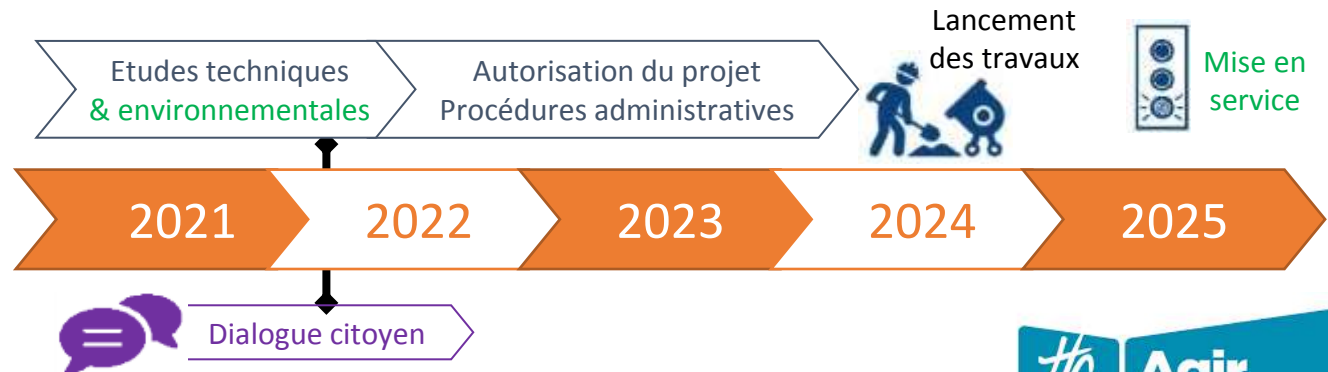 Lancement
des travaux
Etudes techniques
& environnementales
Autorisation du projet
Procédures administratives
Mise en
service
2021
2022
2023
2024
2025
Dialogue citoyen